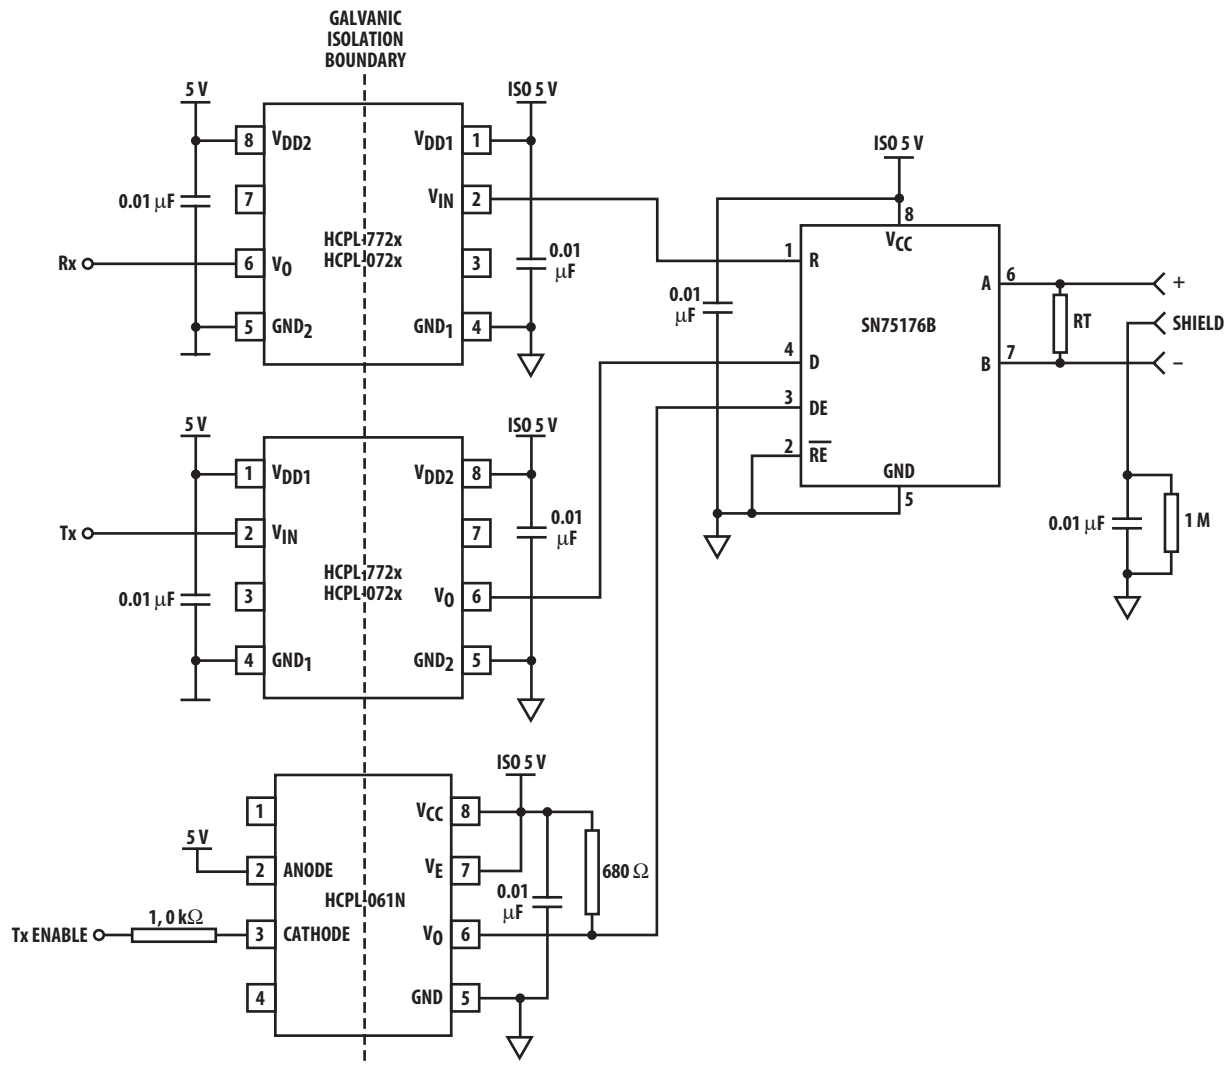 GALVANIC
ISOLATION
BOUNDARY
5 V
ISO 5 V
8
VDD2
VDD1
1
0.01 μF
7
VIN
2
HCPL-772x
HCPL-072x
Rx
6
VO
3
0.01
μF
5
GND2
GND1
4
ISO 5 V
8
VCC
1
R
0.01
μF
SN75176B
A
6
+
RT
SHIELD
4
D
B
7
–
3
DE
2
RE
GND
5
0.01 μF
1 M
5 V
ISO 5 V
1
VDD1
VDD2
8
Tx
2
VIN
7
0.01
μF
HCPL-772x
HCPL-072x
0.01 μF
3
VO
6
4
GND1
GND2
5
ISO 5 V
1
VCC
8
5 V
2
ANODE
VE
7
680 Ω
HCPL-061N
0.01
μF
1, 0 kΩ
Tx ENABLE
3
CATHODE
VO
6
4
GND
5